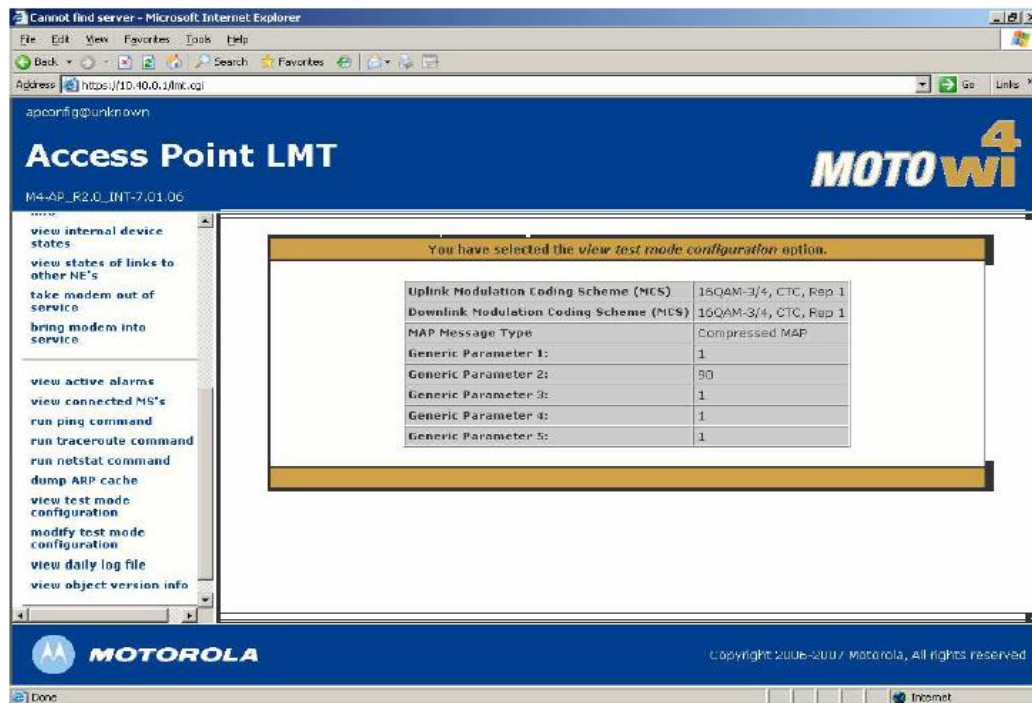 Cannot find server - Microsoft Internet Explorer
File Edit View Favorites Tools Help
Back Search Favorites
Address https://10.40.0.1/lmt.cgi Go Links
apconfig@unknown
Access Point LMT
MOTOwi4
M4-AP_R2.0_INT-7.01.06
view internal device
states
view states of links to
other NE's
take modem out of
service
bring modem into
service
view active alarms
view connected MS's
run ping command
run traceroute command
run netstat command
dump ARP cache
view test mode
configuration
modify test mode
configuration
view daily log file
view object version info
You have selected the view test mode configuration option.
Uplink Modulation Coding Scheme (MCS) 16QAM-3/4, CTC, Rep 1
Downlink Modulation Coding Scheme (MCS) 16QAM-3/4, CTC, Rep 1
MAP Message Type Compressed MAP
Generic Parameter 1: 1
Generic Parameter 2: 90
Generic Parameter 3: 1
Generic Parameter 4: 1
Generic Parameter 5: 1
MOTOROLA
Copyright 2006-2007 Motorola, All rights reserved
Done Internet